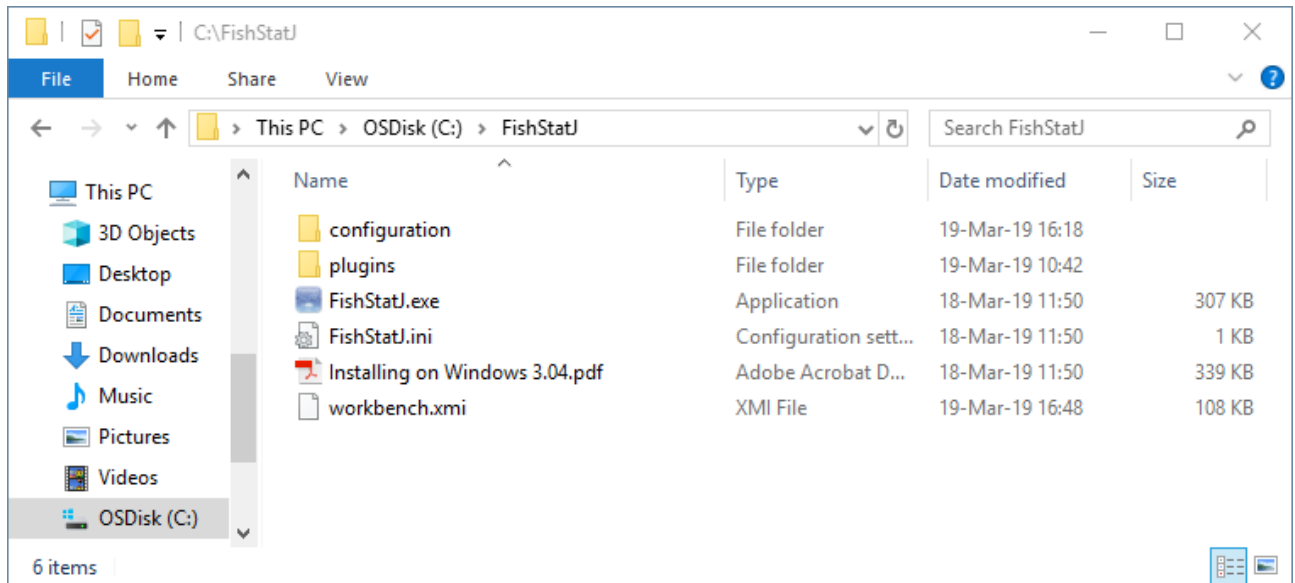 C:\FishStatJ
File Home Share View ?
This PC > OSDisk (C:) > FishStatJ Search FishStatJ
This PC
3D Objects
Desktop
Documents
Downloads
Music
Pictures
Videos
OSDisk (C:)
Name Type Date modified Size
configuration File folder 19-Mar-19 16:18
plugins File folder 19-Mar-19 10:42
FishStatJ.exe Application 18-Mar-19 11:50 307 KB
FishStatJ.ini Configuration sett... 18-Mar-19 11:50 1 KB
Installing on Windows 3.04.pdf Adobe Acrobat D... 18-Mar-19 11:50 339 KB
workbench.xmi XMI File 19-Mar-19 16:48 108 KB
6 items